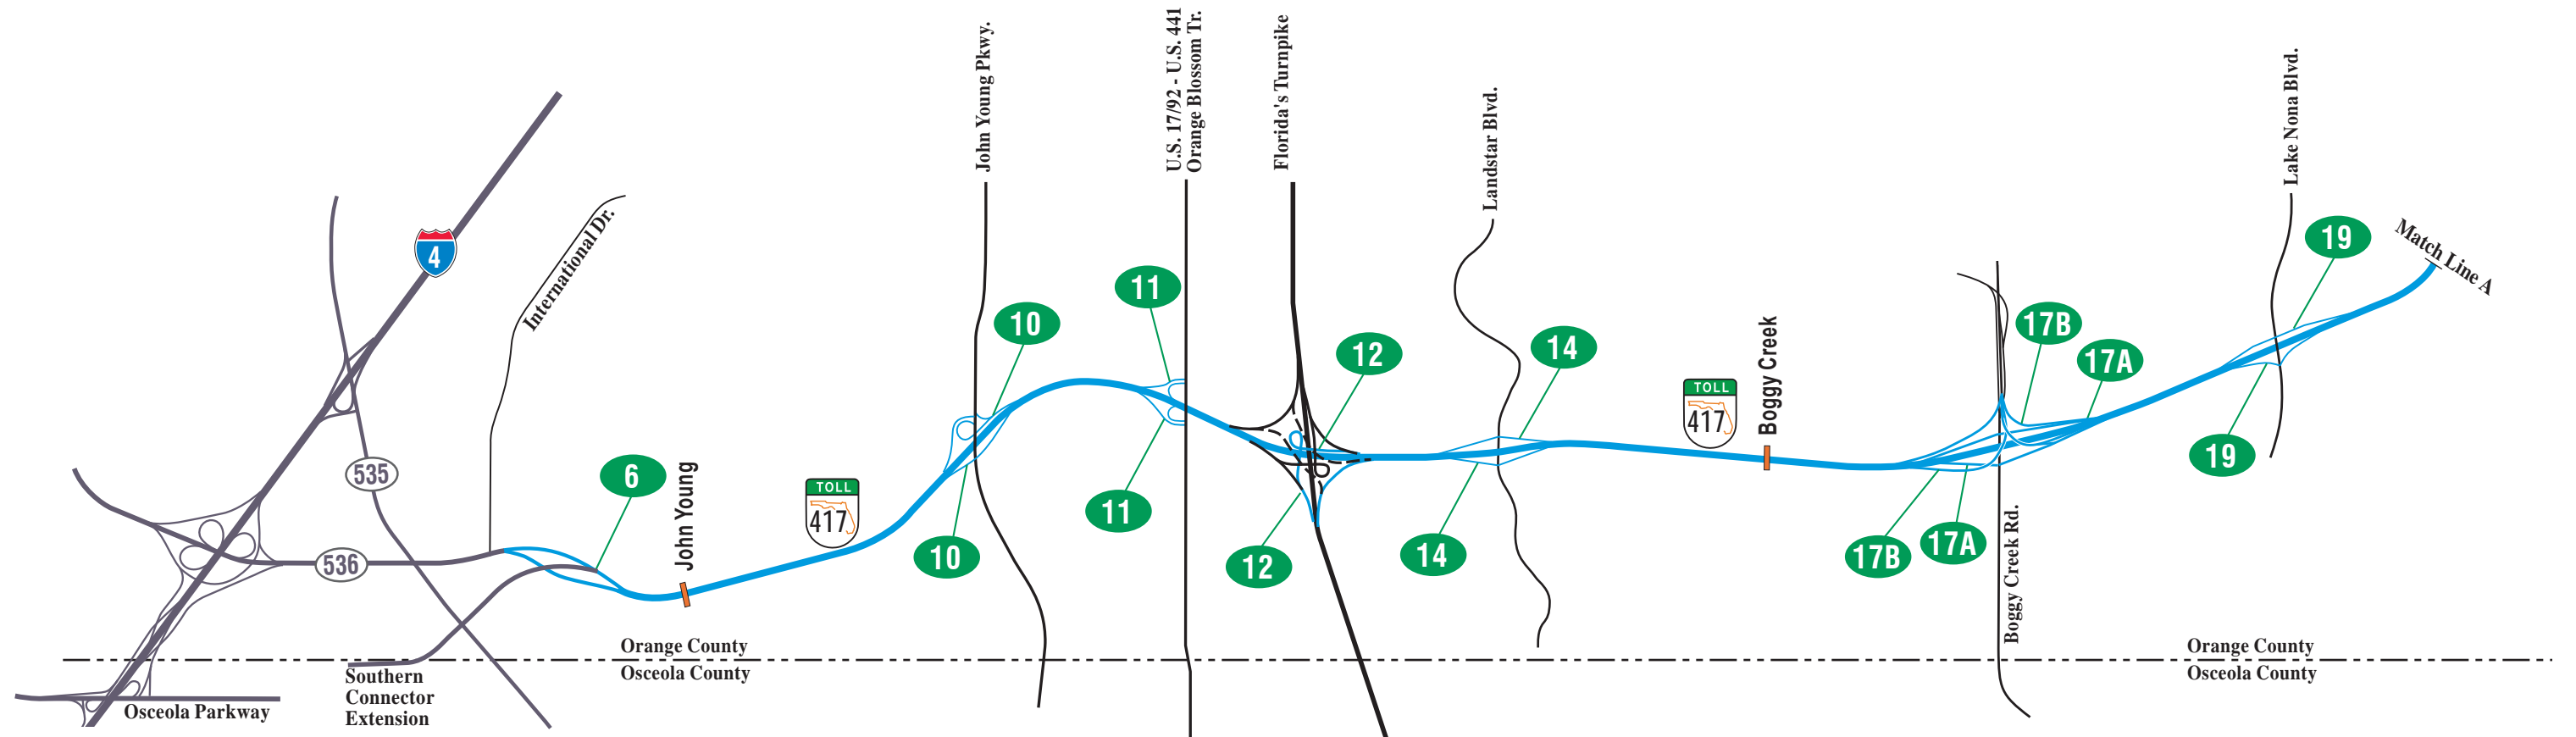 John Young Pkwy.
U.S. 17/92 - U.S. 441
Orange Blossom Tr.
Florida's Turnpike
Landstar Blvd.
Lake Nona Blvd.
Match Line A
4
International Dr.
535
536
6
John Young
TOLL
417
10
10
11
11
12
12
14
14
TOLL
417
Boggy Creek
17B
17A
17B
17A
Boggy Creek Rd.
19
19
Orange County
Osceola County
Orange County
Osceola County
Southern
Connector
Extension
Osceola Parkway